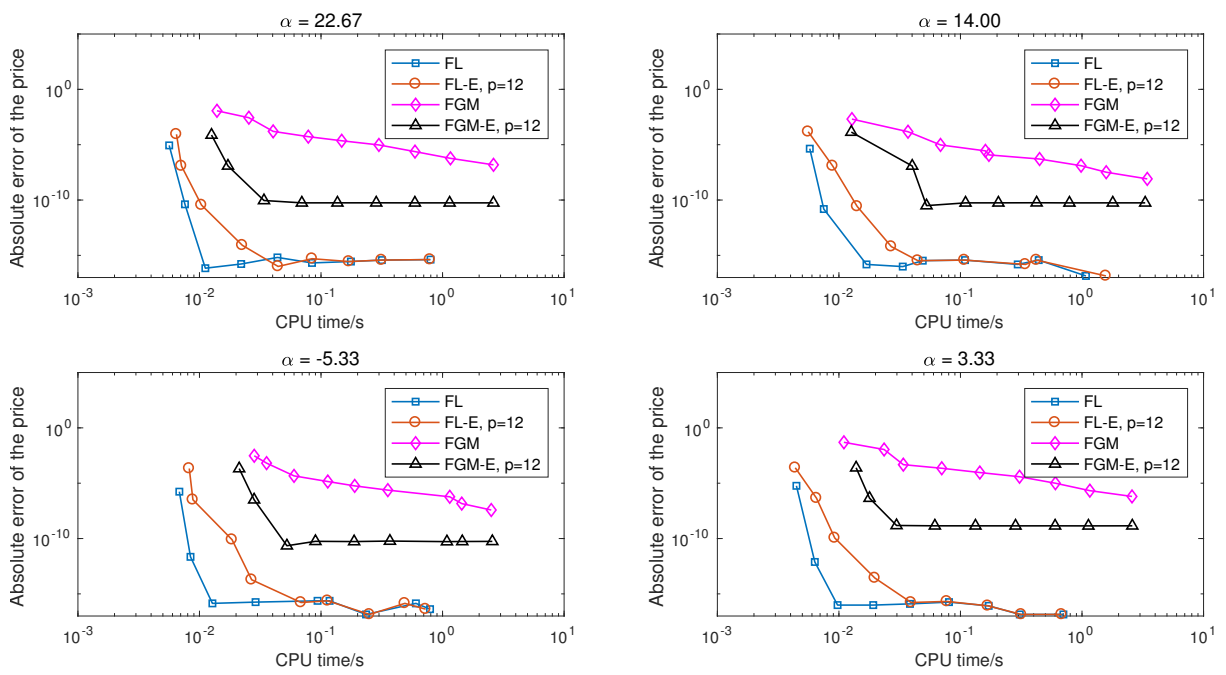 α = 22.67
Absolute error of the price
10^0
10^-10
FL
FL-E, p=12
FGM
FGM-E, p=12
10^-3 10^-2 10^-1 10^0 10^1
CPU time/s
α = 14.00
Absolute error of the price
10^0
10^-10
FL
FL-E, p=12
FGM
FGM-E, p=12
10^-3 10^-2 10^-1 10^0 10^1
CPU time/s
α = -5.33
Absolute error of the price
10^0
10^-10
FL
FL-E, p=12
FGM
FGM-E, p=12
10^-3 10^-2 10^-1 10^0 10^1
CPU time/s
α = 3.33
Absolute error of the price
10^0
10^-10
FL
FL-E, p=12
FGM
FGM-E, p=12
10^-3 10^-2 10^-1 10^0 10^1
CPU time/s